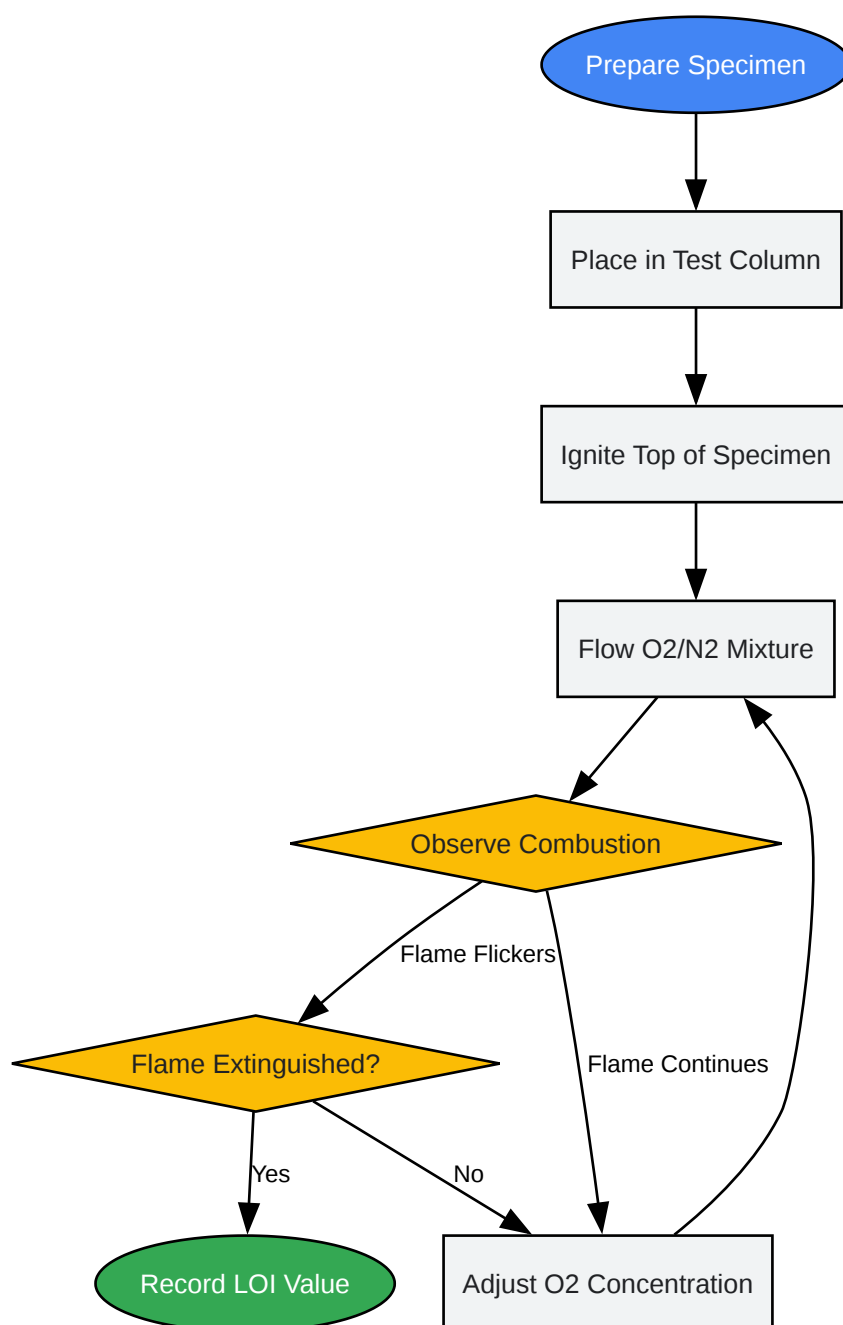 Prepare Specimen
Place in Test Column
Ignite Top of Specimen
Flow O2/N2 Mixture
Observe Combustion
Flame Flickers
Flame Extinguished?
Flame Continues
Yes
No
Record LOI Value
Adjust O2 Concentration